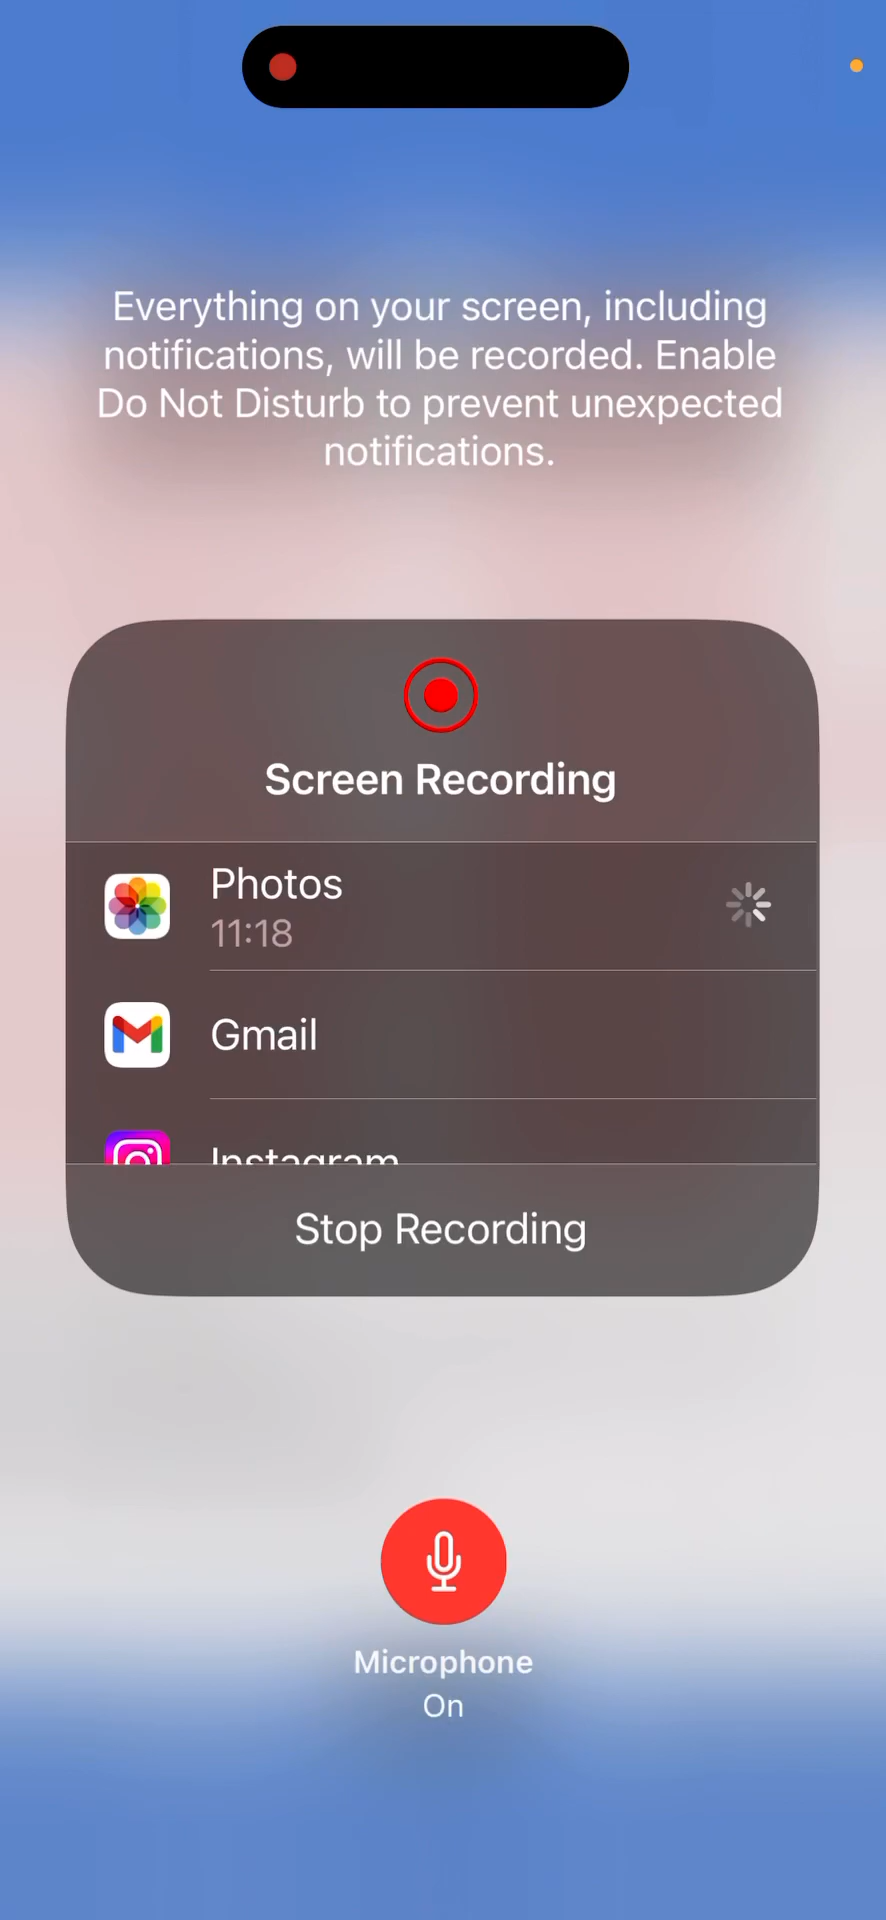 Everything on your screen, including
notifications, will be recorded. Enable
Do Not Disturb to prevent unexpected
notifications.
Screen Recording
Photos
11:18
Gmail
Instagram
Stop Recording
Microphone
On